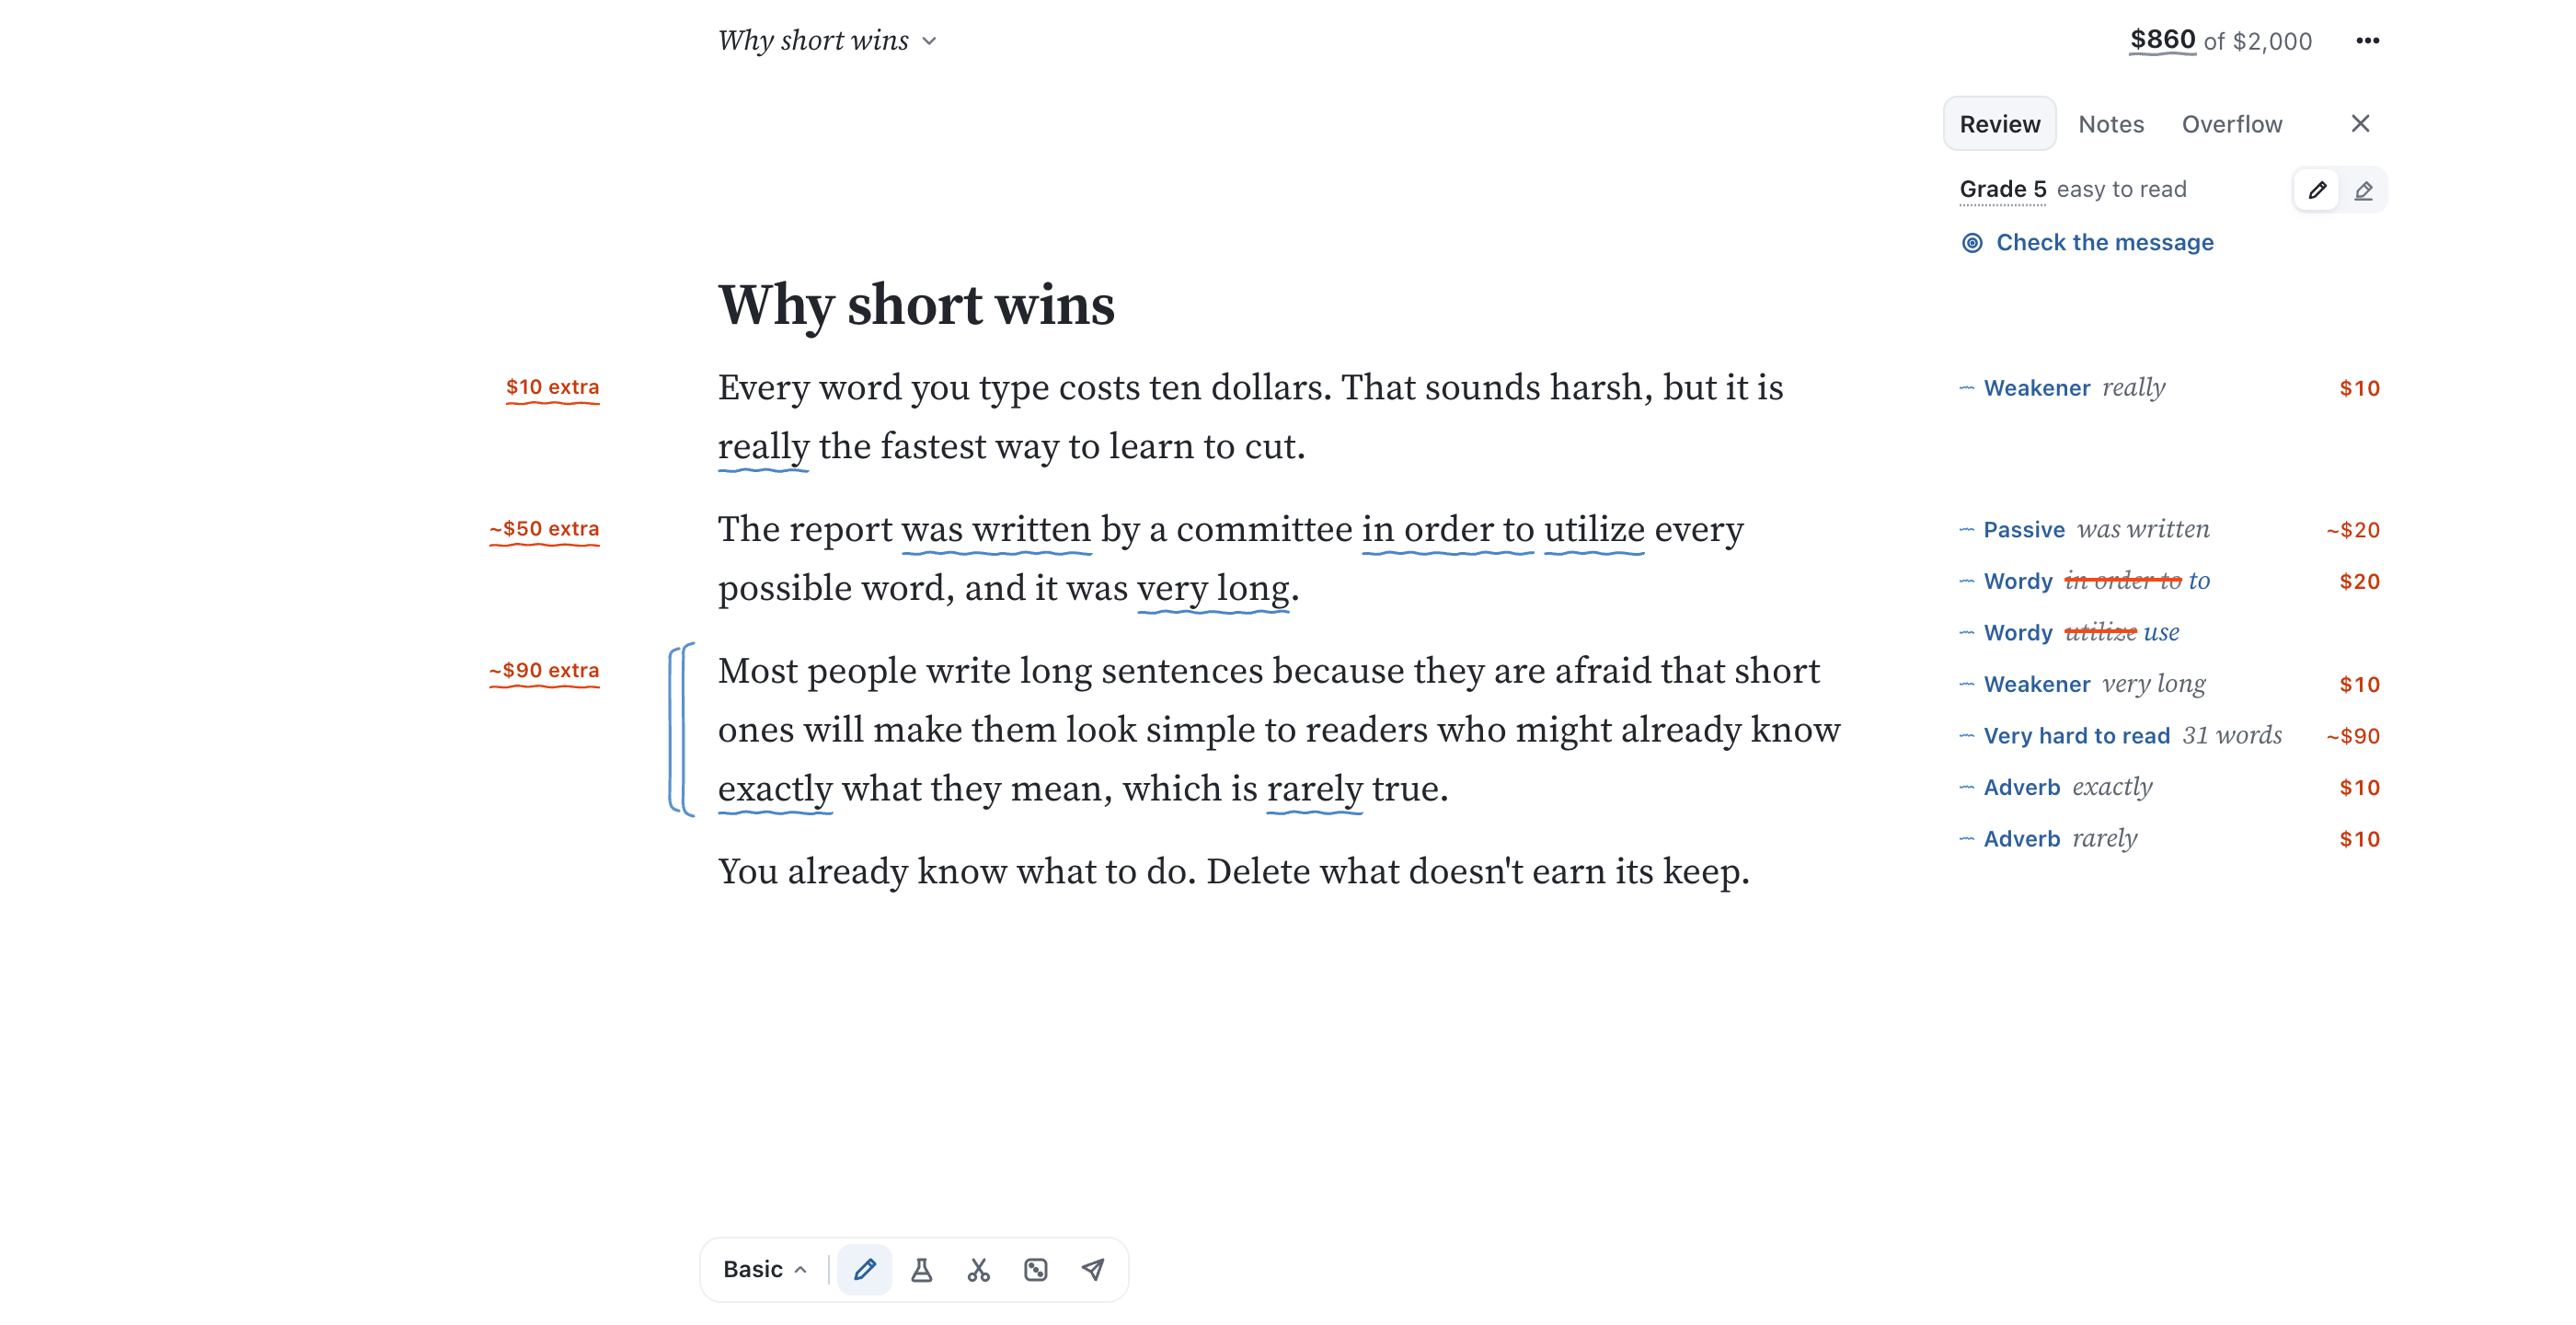 Why short wins
$860 of $2,000
Review Notes Overflow
Grade 5 easy to read
Check the message
Why short wins
$10 extra
Every word you type costs ten dollars. That sounds harsh, but it is
really the fastest way to learn to cut.
~$50 extra
The report was written by a committee in order to utilize every
possible word, and it was very long.
~$90 extra
Most people write long sentences because they are afraid that short
ones will make them look simple to readers who might already know
exactly what they mean, which is rarely true.
You already know what to do. Delete what doesn't earn its keep.
Weakener really $10
Passive was written ~$20
Wordy in order to to $20
Wordy utilize use
Weakener very long $10
Very hard to read 31 words ~$90
Adverb exactly $10
Adverb rarely $10
Basic